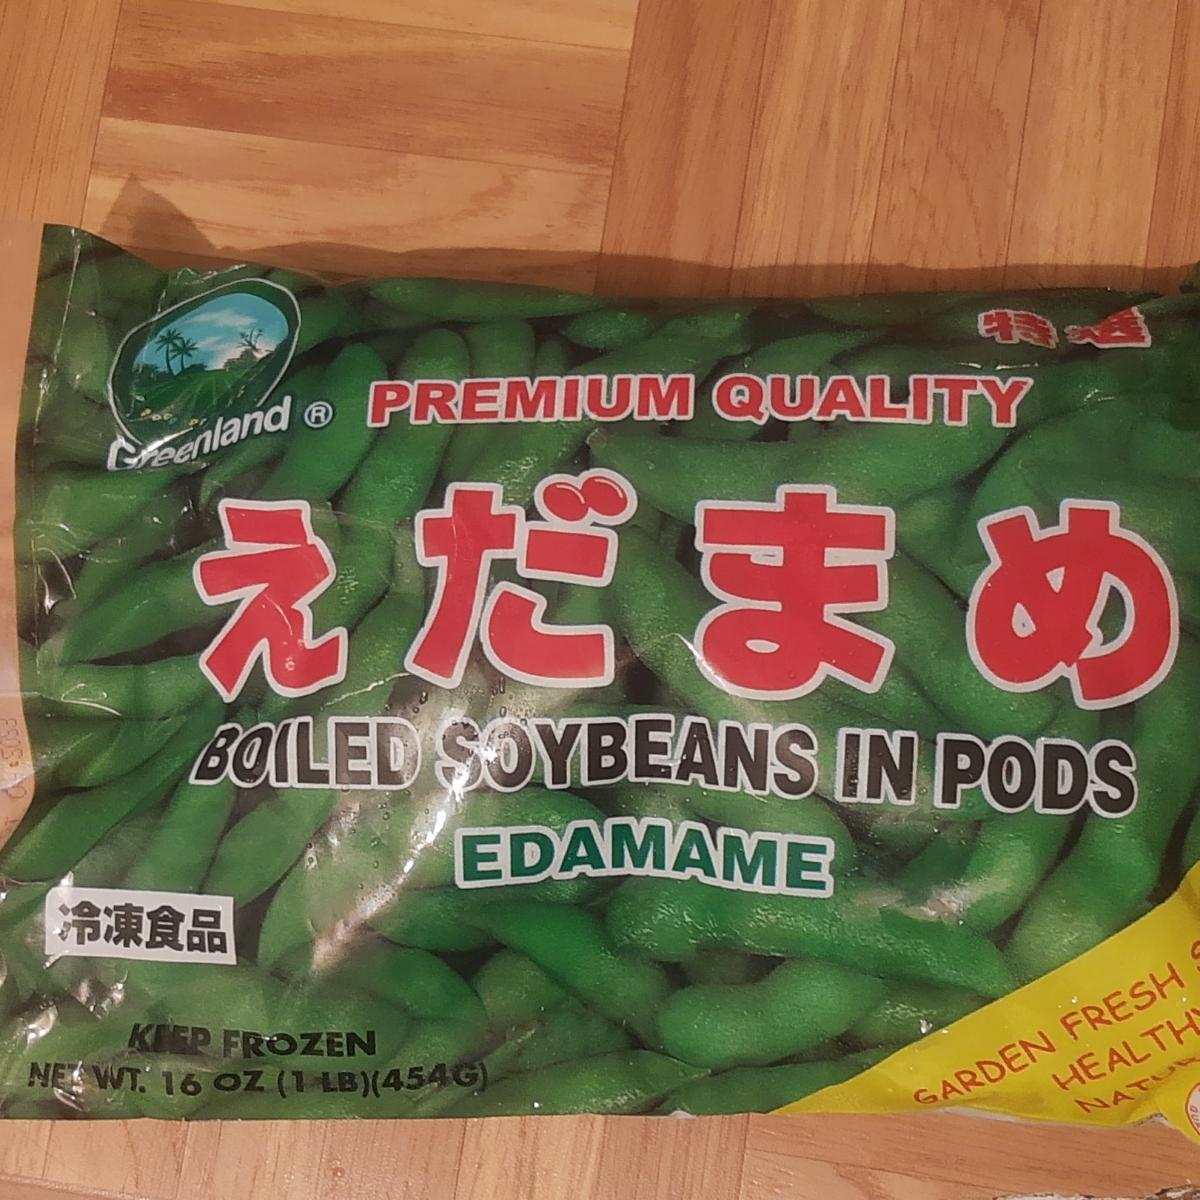 特選
Greenland ®
PREMIUM QUALITY
えだまめ
BOILED SOYBEANS IN PODS
EDAMAME
冷凍食品
KEEP FROZEN
NET WT. 16 OZ (1 LB)(454G)
GARDEN FRESH